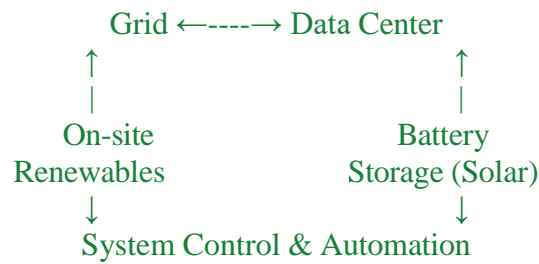 Grid ←----→ Data Center
↑ ↑
| |
On-site Battery
Renewables Storage (Solar)
↓ ↓
System Control & Automation